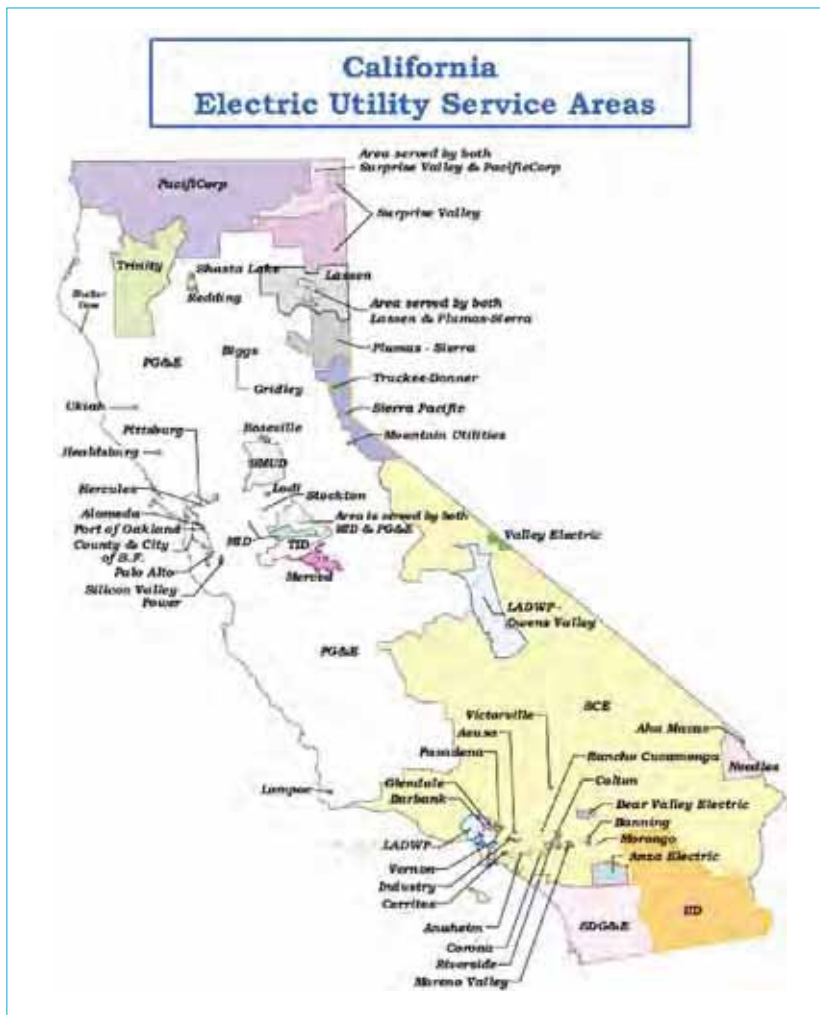 California
Electric Utility Service Areas
Area served by both
Surprise Valley & PacifiCorp
PacifiCorp
Surprise Valley
Trinity
Shasta Lake
Lassen
Redding
Area served by both
Lassen & Plumas-Sierra
PG&E
Biggs
Plumas - Sierra
Gridley
Truckee-Donner
Sierra Pacific
Ukiah
Roseville
Mountain Utilities
Pittsburg
Healdsburg
SMUD
Hercules
Lodi
Stockton
Alameda
Port of Oakland
Area is served by both
MID & PG&E
County & City
of S.F.
MID
TID
Valley Electric
Palo Alto
Merced
Silicon Valley
Power
LADWP-
Owens Valley
PG&E
SCE
Victorville
Azusa
Aha Macav
Pasadena
Rancho Cucamonga
Needles
Lompoc
Glendale
Colton
Burbank
Bear Valley Electric
Banning
LADWP
Morongo
Vernon
Anza Electric
Industry
Cerritos
IID
Anaheim
SDG&E
Corona
Riverside
Moreno Valley